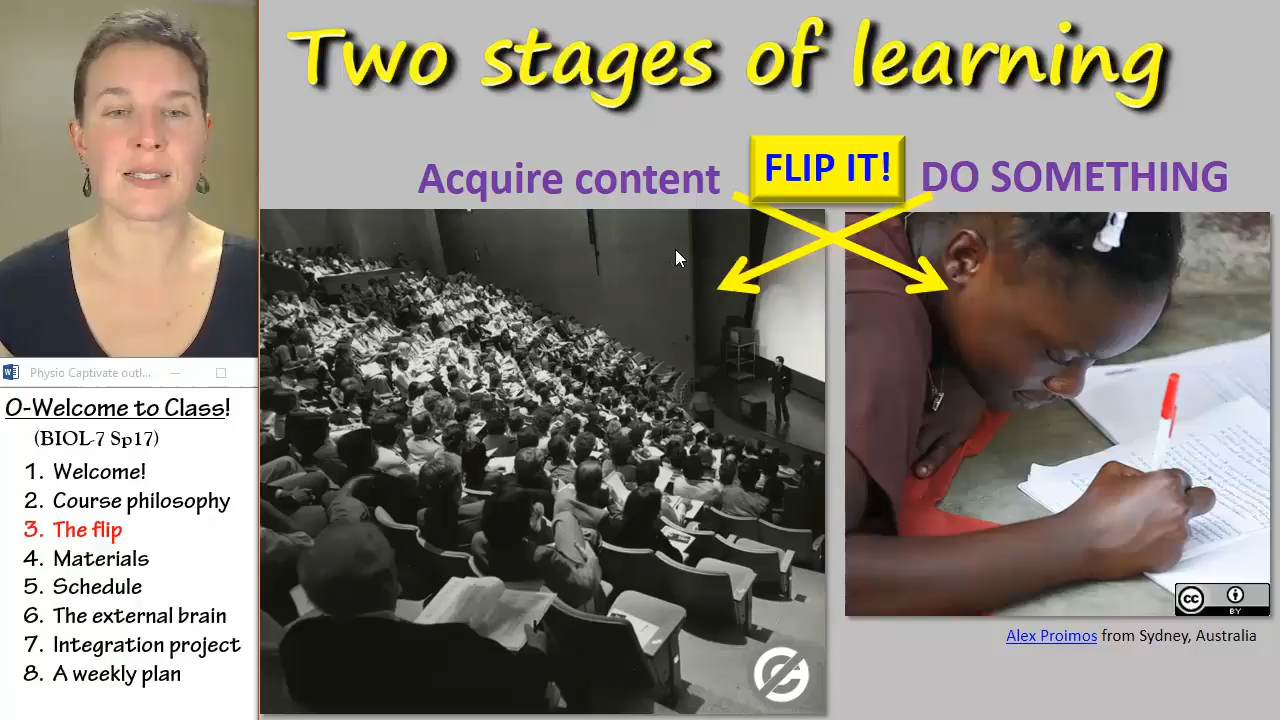 Two stages of learning
Acquire content
FLIP IT!
DO SOMETHING
Physio Captivate outl...
O-Welcome to Class!
(BIOL-7 Sp17)
1. Welcome!
2. Course philosophy
3. The flip
4. Materials
5. Schedule
6. The external brain
7. Integration project
8. A weekly plan
cc
BY
Alex Proimos from Sydney, Australia